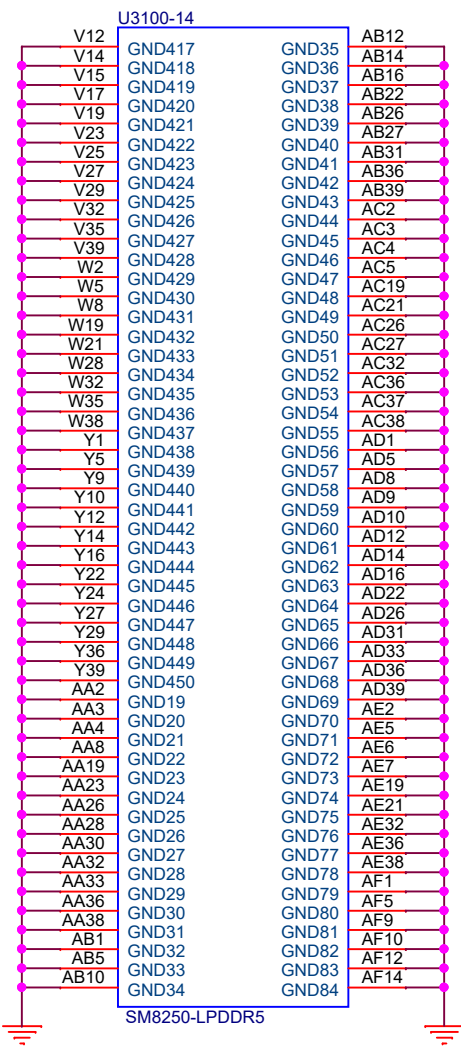 U3100-14
V12 GND417 GND35 AB12
V14 GND418 GND36 AB14
V15 GND419 GND37 AB16
V17 GND420 GND38 AB22
V19 GND421 GND39 AB26
V23 GND422 GND40 AB27
V25 GND423 GND41 AB31
V27 GND424 GND42 AB36
V29 GND425 GND43 AB39
V32 GND426 GND44 AC2
V35 GND427 GND45 AC3
V39 GND428 GND46 AC4
W2 GND429 GND47 AC5
W5 GND430 GND48 AC19
W8 GND431 GND49 AC21
W19 GND432 GND50 AC26
W21 GND433 GND51 AC27
W28 GND434 GND52 AC32
W32 GND435 GND53 AC36
W35 GND436 GND54 AC37
W38 GND437 GND55 AC38
Y1 GND438 GND56 AD1
Y5 GND439 GND57 AD5
Y9 GND440 GND58 AD8
Y10 GND441 GND59 AD9
Y12 GND442 GND60 AD10
Y14 GND443 GND61 AD12
Y16 GND444 GND62 AD14
Y22 GND445 GND63 AD16
Y24 GND446 GND64 AD22
Y27 GND447 GND65 AD26
Y29 GND448 GND66 AD31
Y36 GND449 GND67 AD33
Y39 GND450 GND68 AD36
AA2 GND19 GND69 AD39
AA3 GND20 GND70 AE2
AA4 GND21 GND71 AE5
AA8 GND22 GND72 AE6
AA19 GND23 GND73 AE7
AA23 GND24 GND74 AE19
AA26 GND25 GND75 AE21
AA28 GND26 GND76 AE32
AA30 GND27 GND77 AE36
AA32 GND28 GND78 AE38
AA33 GND29 GND79 AF1
AA36 GND30 GND80 AF5
AA38 GND31 GND81 AF9
AB1 GND32 GND82 AF10
AB5 GND33 GND83 AF12
AB10 GND34 GND84 AF14
SM8250-LPDDR5